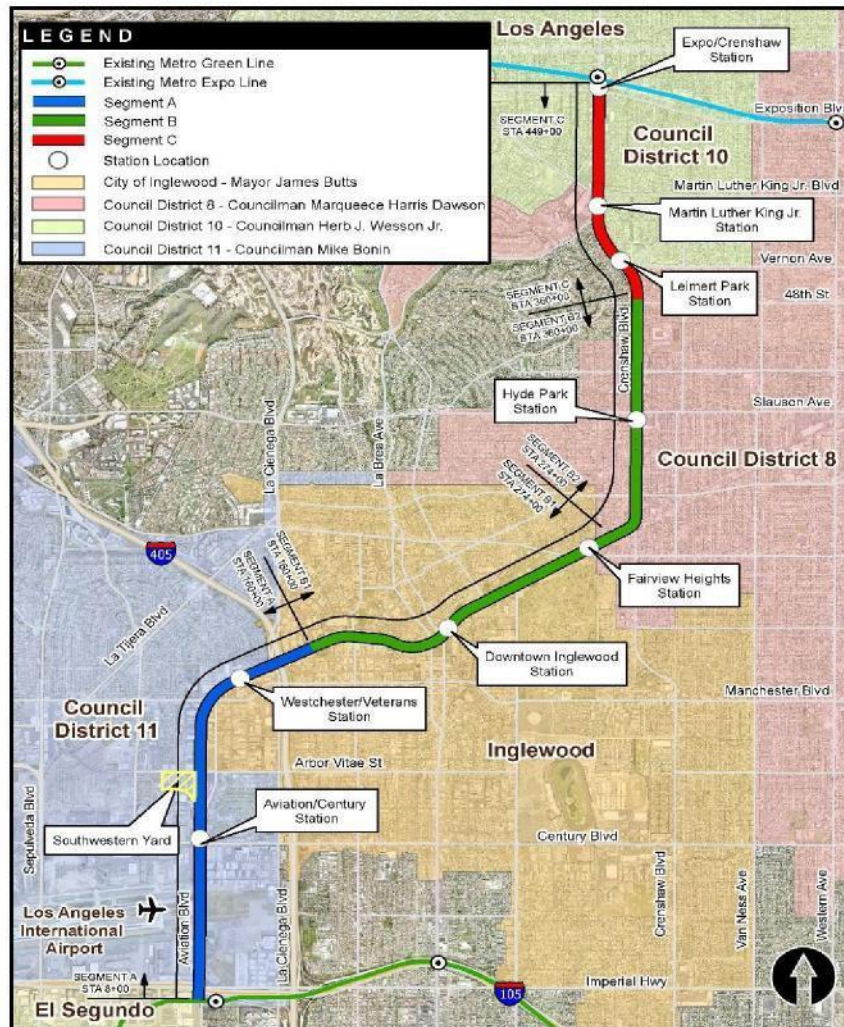 LEGEND
Existing Metro Green Line
Existing Metro Expo Line
Segment A
Segment B
Segment C
Station Location
City of Inglewood - Mayor James Butts
Council District 8 - Councilman Marqueece Harris Dawson
Council District 10 - Councilman Herb J. Wesson Jr.
Council District 11 - Councilman Mike Bonin
Los Angeles
Expo/Crenshaw
Station
Exposition Blv
SEGMENT C
STA 449+00
Council
District 10
Martin Luther King Jr. Blvd
Martin Luther King Jr.
Station
Vernon Ave
Leimert Park
Station
48th St
SEGMENT C
STA 360+00
SEGMENT B2
STA 360+00
Crenshaw Blvd
Hyde Park
Station
Slauson Ave
La Cienega Blvd
La Brea Ave
Council District 8
SEGMENT B2
STA 274+00
SEGMENT B1
STA 274+00
405
Fairview Heights
Station
SEGMENT B1
STA 160+00
SEGMENT A
STA 160+00
La Tijera Blvd
Downtown Inglewood
Station
Manchester Blvd
Westchester/Veterans
Station
Council
District 11
Inglewood
Arbor Vitae St
Aviation/Century
Station
Southwestern Yard
Century Blvd
Sepulveda Blvd
Aviation Blvd
La Cienega Blvd
Crenshaw Blvd
Van Ness Ave
Western Ave
Los Angeles
International
Airport
SEGMENT A
STA 8+00
El Segundo
105
Imperial Hwy